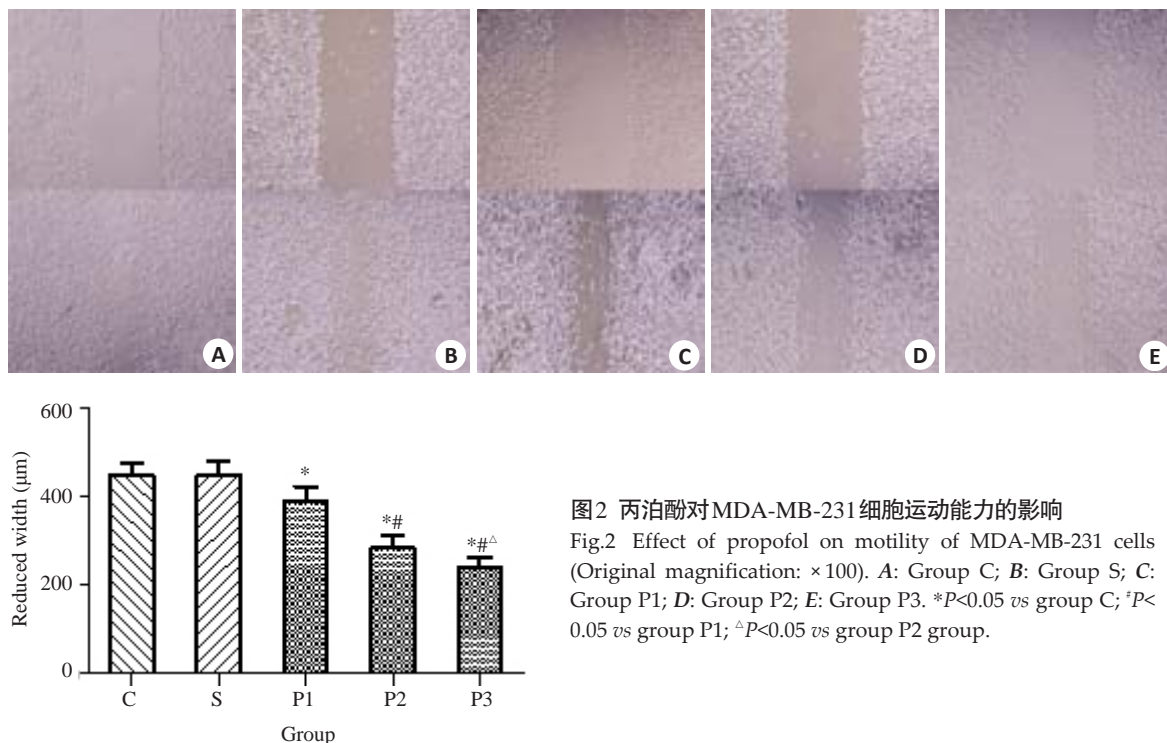 A
B
C
D
E
600
400
200
0
Reduced width (μm)
*
*#
*#△
C
S
P1
P2
P3
Group
图2 丙泊酚对MDA-MB-231细胞运动能力的影响
Fig.2 Effect of propofol on motility of MDA-MB-231 cells
(Original magnification: ×100). A: Group C; B: Group S; C:
Group P1; D: Group P2; E: Group P3. *P<0.05 vs group C; #P<
0.05 vs group P1; △P<0.05 vs group P2 group.